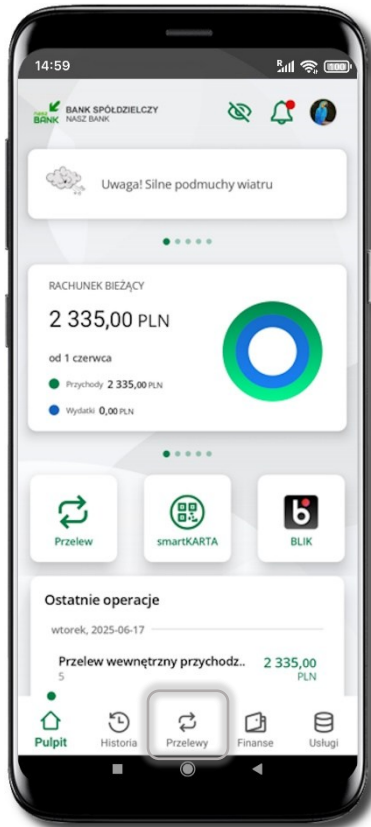 14:59
NASZ BANK
BANK SPÓŁDZIELCZY
NASZ BANK
Uwaga! Silne podmuchy wiatru
RACHUNEK BIEŻĄCY
2 335,00 PLN
od 1 czerwca
Przychody 2 335,00 PLN
Wydatki 0,00 PLN
Przelew
smartKARTA
BLIK
Ostatnie operacje
wtorek, 2025-06-17
Przelew wewnętrzny przychodz.. 2 335,00
S PLN
Pulpit Historia Przelewy Finanse Usługi